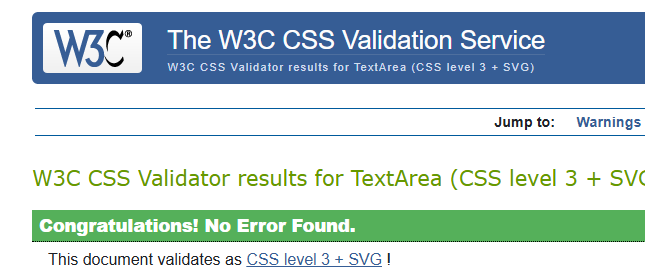 W3C®
The W3C CSS Validation Service
W3C CSS Validator results for TextArea (CSS level 3 + SVG)
Jump to: Warnings
W3C CSS Validator results for TextArea (CSS level 3 + SV
Congratulations! No Error Found.
This document validates as CSS level 3 + SVG !